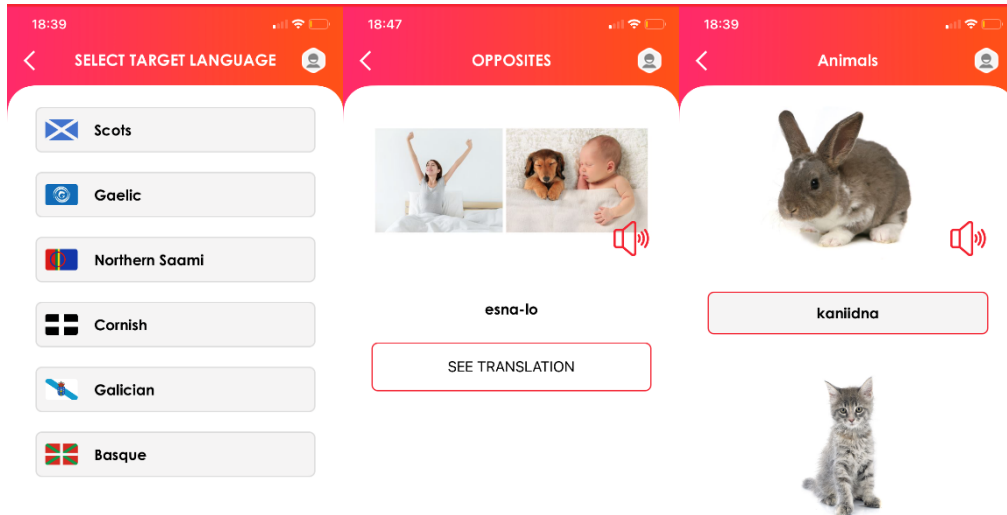 18:39
SELECT TARGET LANGUAGE
Scots
Gaelic
Northern Saami
Cornish
Galician
Basque
18:47
OPPOSITES
esna-lo
SEE TRANSLATION
18:39
Animals
kaniidna